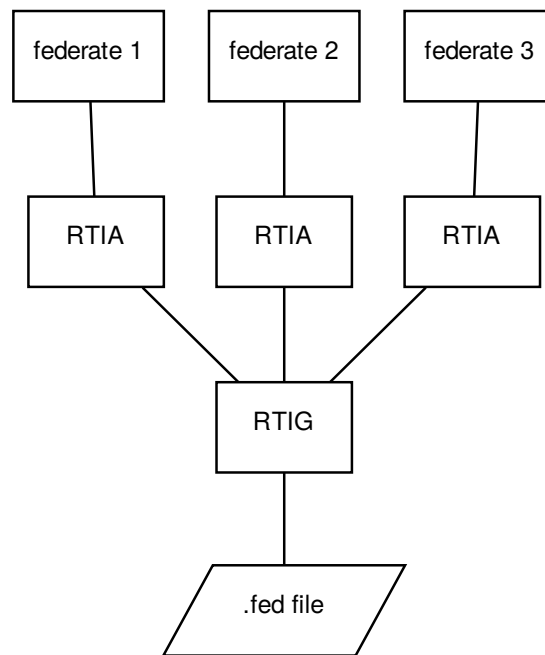 federate 1
federate 2
federate 3
RTIA
RTIA
RTIA
RTIG
.fed file